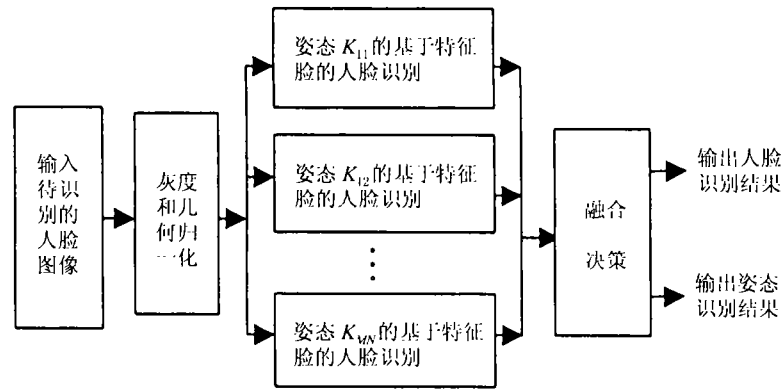 输入
待识
别的
人脸
图像
灰度
和几
何归
一化
姿态 K₁₁ 的基于特征
脸的人脸识别
姿态 K₁₂ 的基于特征
脸的人脸识别
⋮
姿态 K_MN 的基于特征
脸的人脸识别
融合
决策
输出人脸
识别结果
输出姿态
识别结果